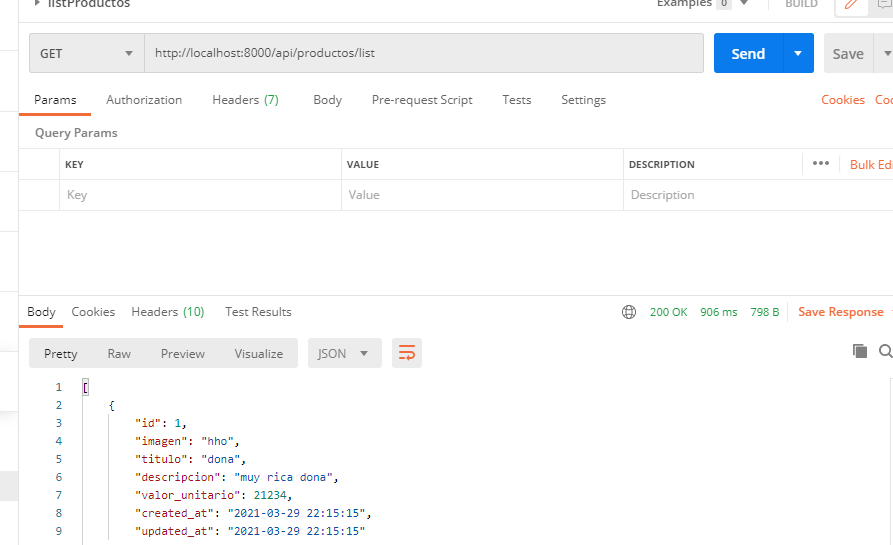 listProductos Examples 0 BUILD
GET http://localhost:8000/api/productos/list Send Save
Params Authorization Headers (7) Body Pre-request Script Tests Settings Cookies
Query Params
KEY VALUE DESCRIPTION ••• Bulk
Key Value Description
Body Cookies Headers (10) Test Results 200 OK 906 ms 798 B Save Response
Pretty Raw Preview Visualize JSON
1 [
2 {
3 "id": 1,
4 "imagen": "hho",
5 "titulo": "dona",
6 "descripcion": "muy rica dona",
7 "valor_unitario": 21234,
8 "created_at": "2021-03-29 22:15:15",
9 "updated_at": "2021-03-29 22:15:15"